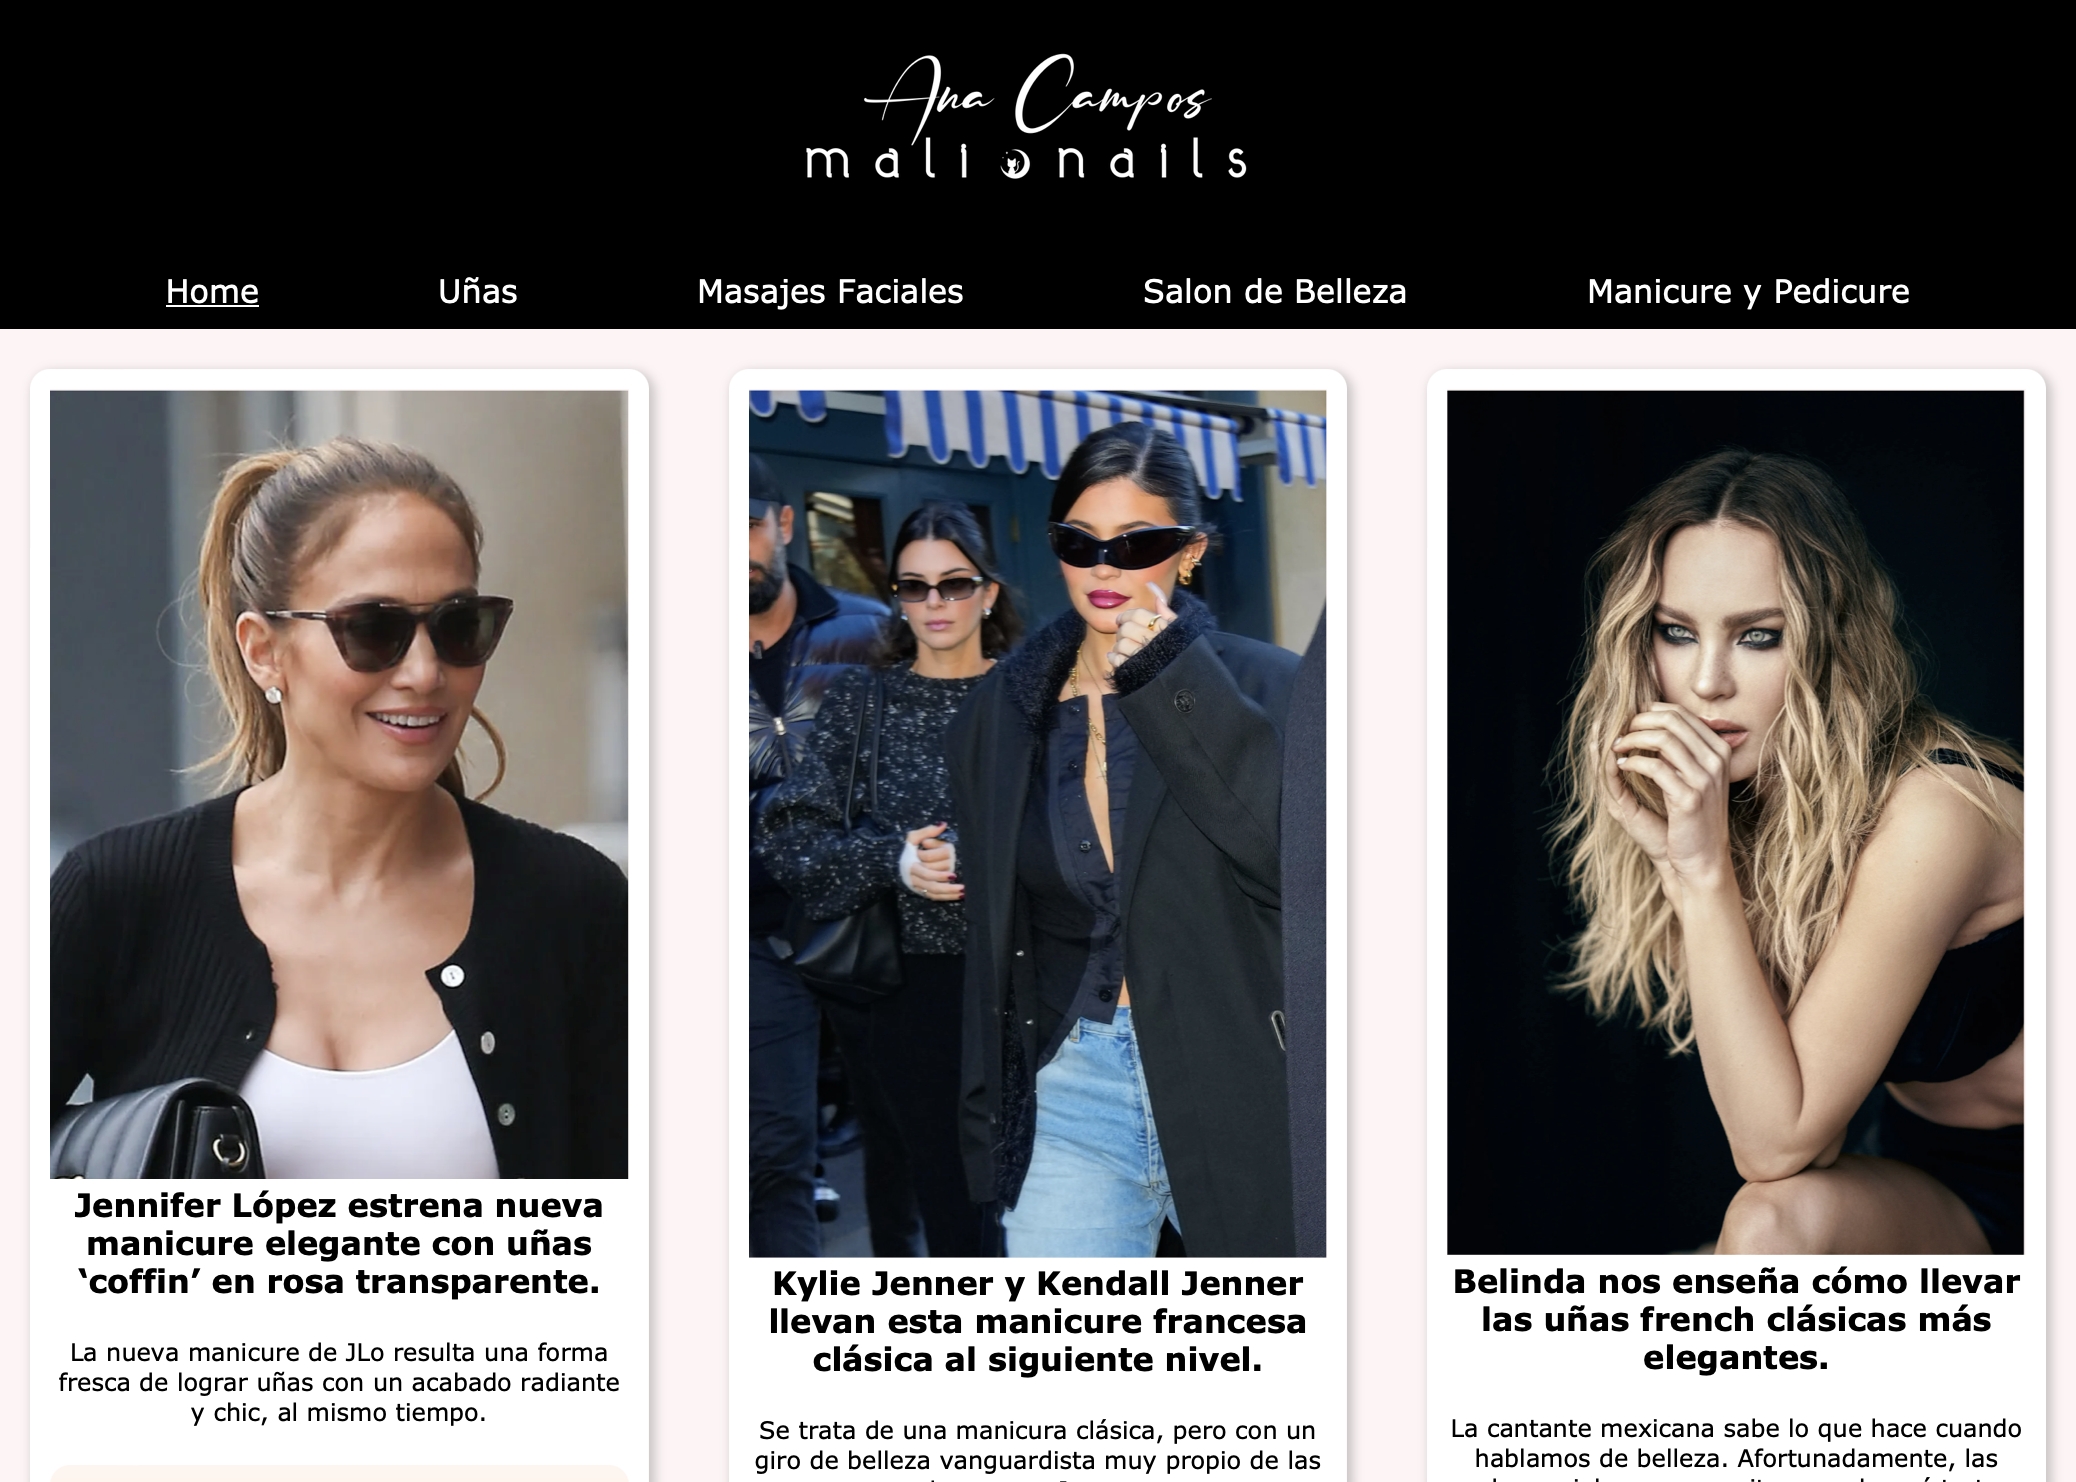 Ana Campos
malionails
Home
Uñas
Masajes Faciales
Salon de Belleza
Manicure y Pedicure
Jennifer López estrena nueva
manicure elegante con uñas
‘coffin’ en rosa transparente.
La nueva manicure de JLo resulta una forma
fresca de lograr uñas con un acabado radiante
y chic, al mismo tiempo.
Kylie Jenner y Kendall Jenner
llevan esta manicure francesa
clásica al siguiente nivel.
Se trata de una manicura clásica, pero con un
giro de belleza vanguardista muy propio de las
Belinda nos enseña cómo llevar
las uñas french clásicas más
elegantes.
La cantante mexicana sabe lo que hace cuando
hablamos de belleza. Afortunadamente, las